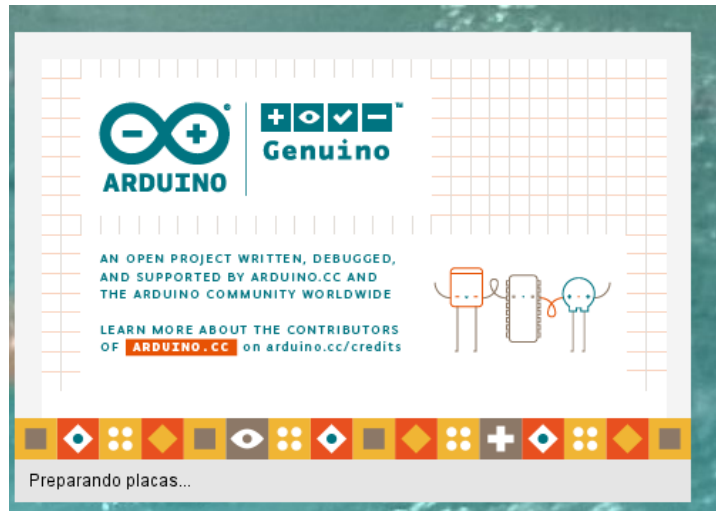 ARDUINO
Genuino
AN OPEN PROJECT WRITTEN, DEBUGGED,
AND SUPPORTED BY ARDUINO.CC AND
THE ARDUINO COMMUNITY WORLDWIDE
LEARN MORE ABOUT THE CONTRIBUTORS
OF ARDUINO.CC on arduino.cc/credits
Preparando placas...